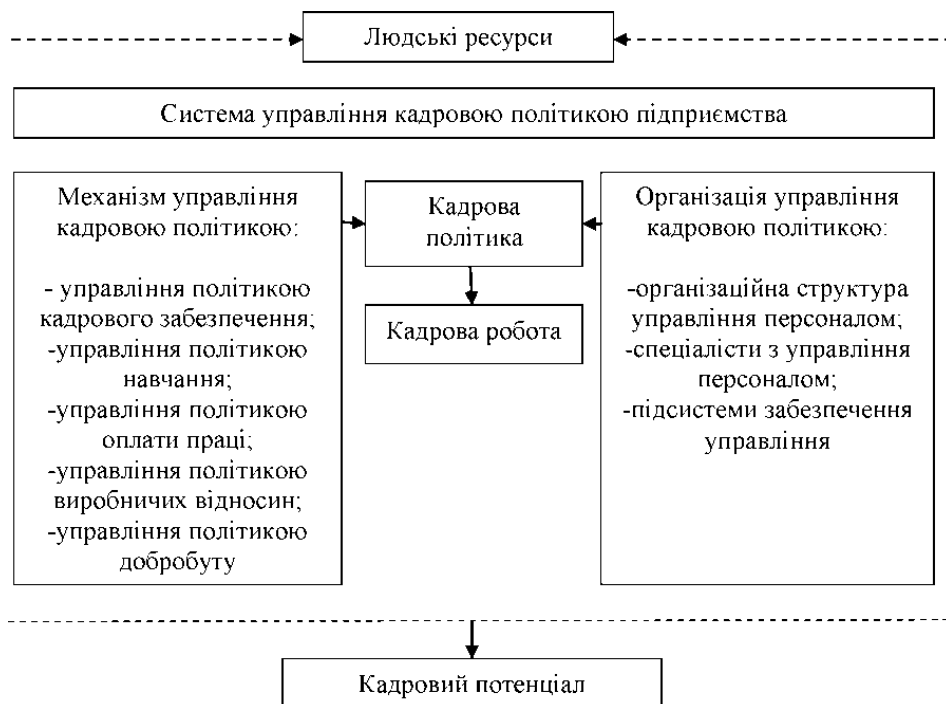 Людські ресурси
Система управління кадровою політикою підприємства
Механізм управління
кадровою політикою:
- управління політикою
кадрового забезпечення;
-управління політикою
навчання;
-управління політикою
оплати праці;
-управління політикою
виробничих відносин;
-управління політикою
добробуту
Кадрова
політика
Кадрова робота
Організація управління
кадровою політикою:
-організаційна структура
управління персоналом;
-спеціалісти з управління
персоналом;
-підсистеми забезпечення
управління
Кадровий потенціал